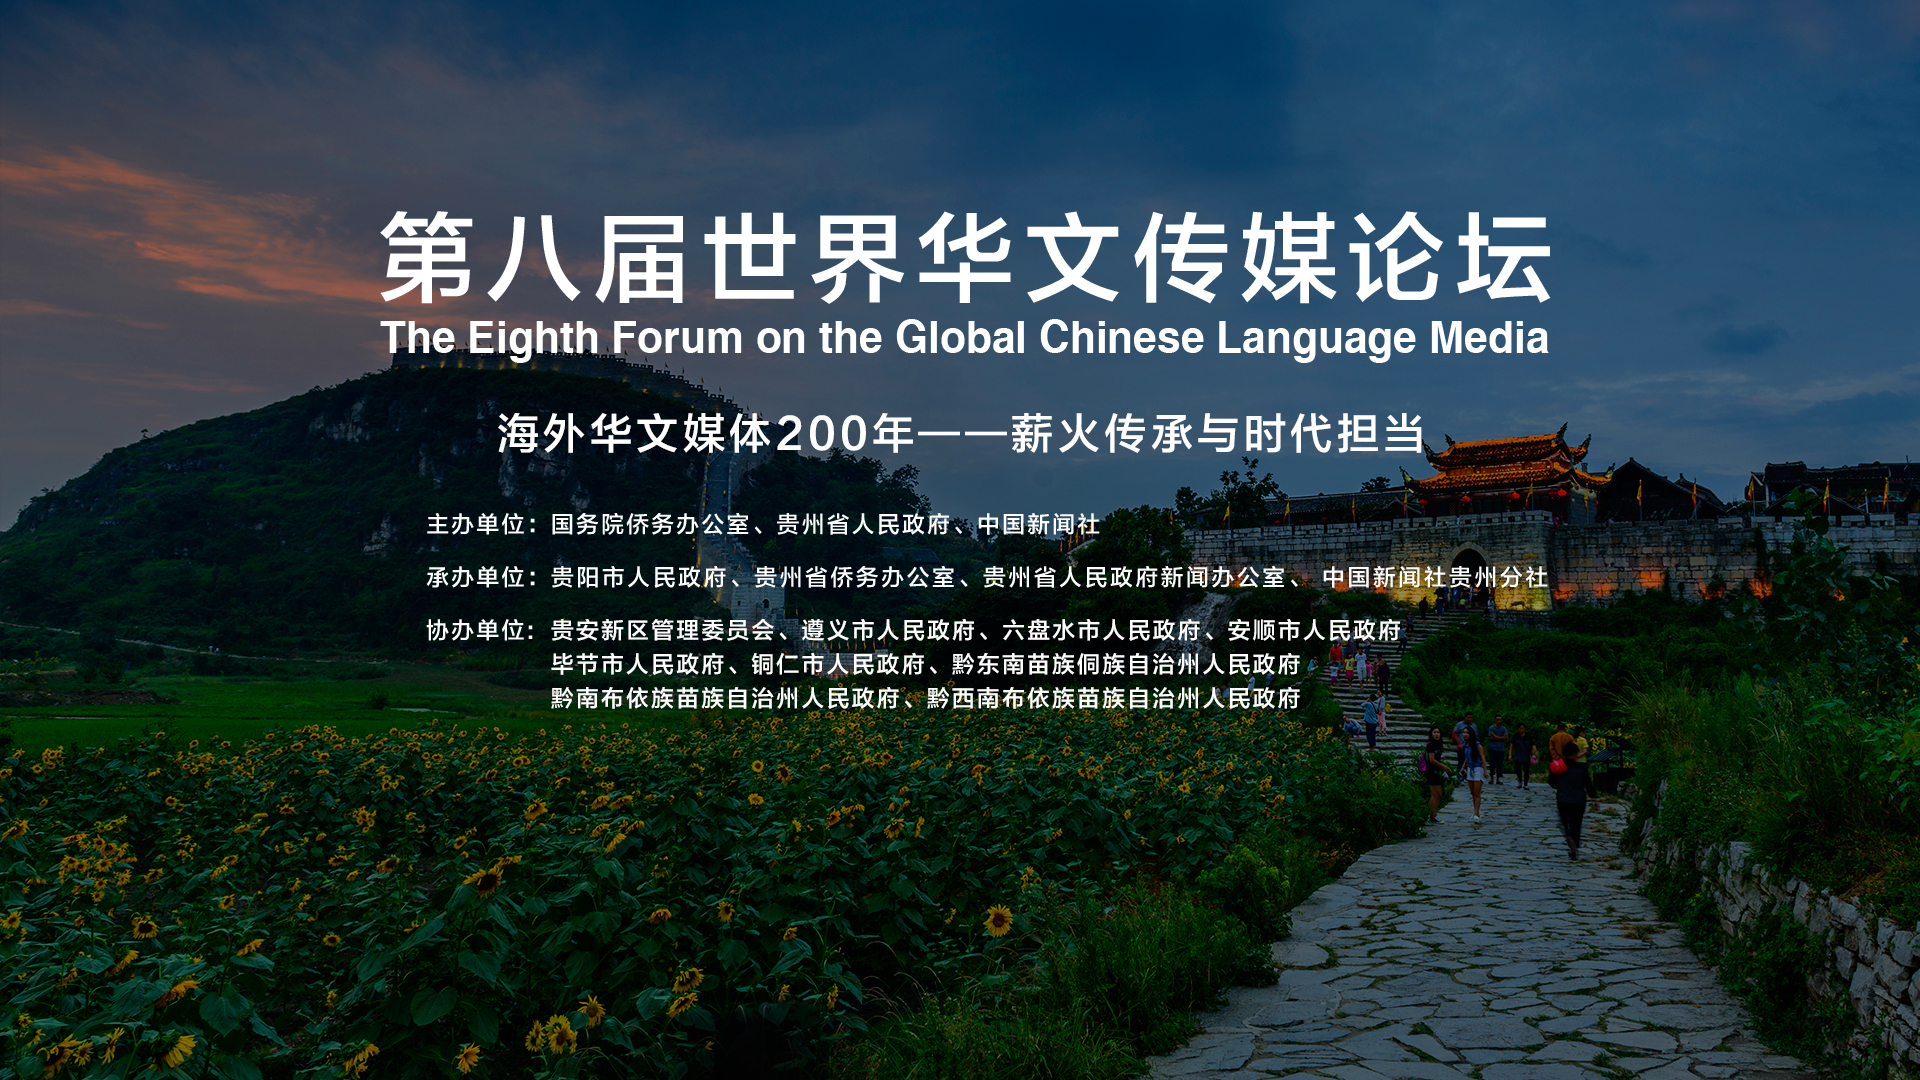 第八届世界华文传媒论坛
The Eighth Forum on the Global Chinese Language Media
海外华文媒体200年——薪火传承与时代担当
主办单位：国务院侨务办公室、贵州省人民政府、中国新闻社
承办单位：贵阳市人民政府、贵州省侨务办公室、贵州省人民政府新闻办公室、 中国新闻社贵州分社
协办单位：贵安新区管理委员会、遵义市人民政府、六盘水市人民政府、安顺市人民政府
毕节市人民政府、铜仁市人民政府、黔东南苗族侗族自治州人民政府
黔南布依族苗族自治州人民政府、黔西南布依族苗族自治州人民政府